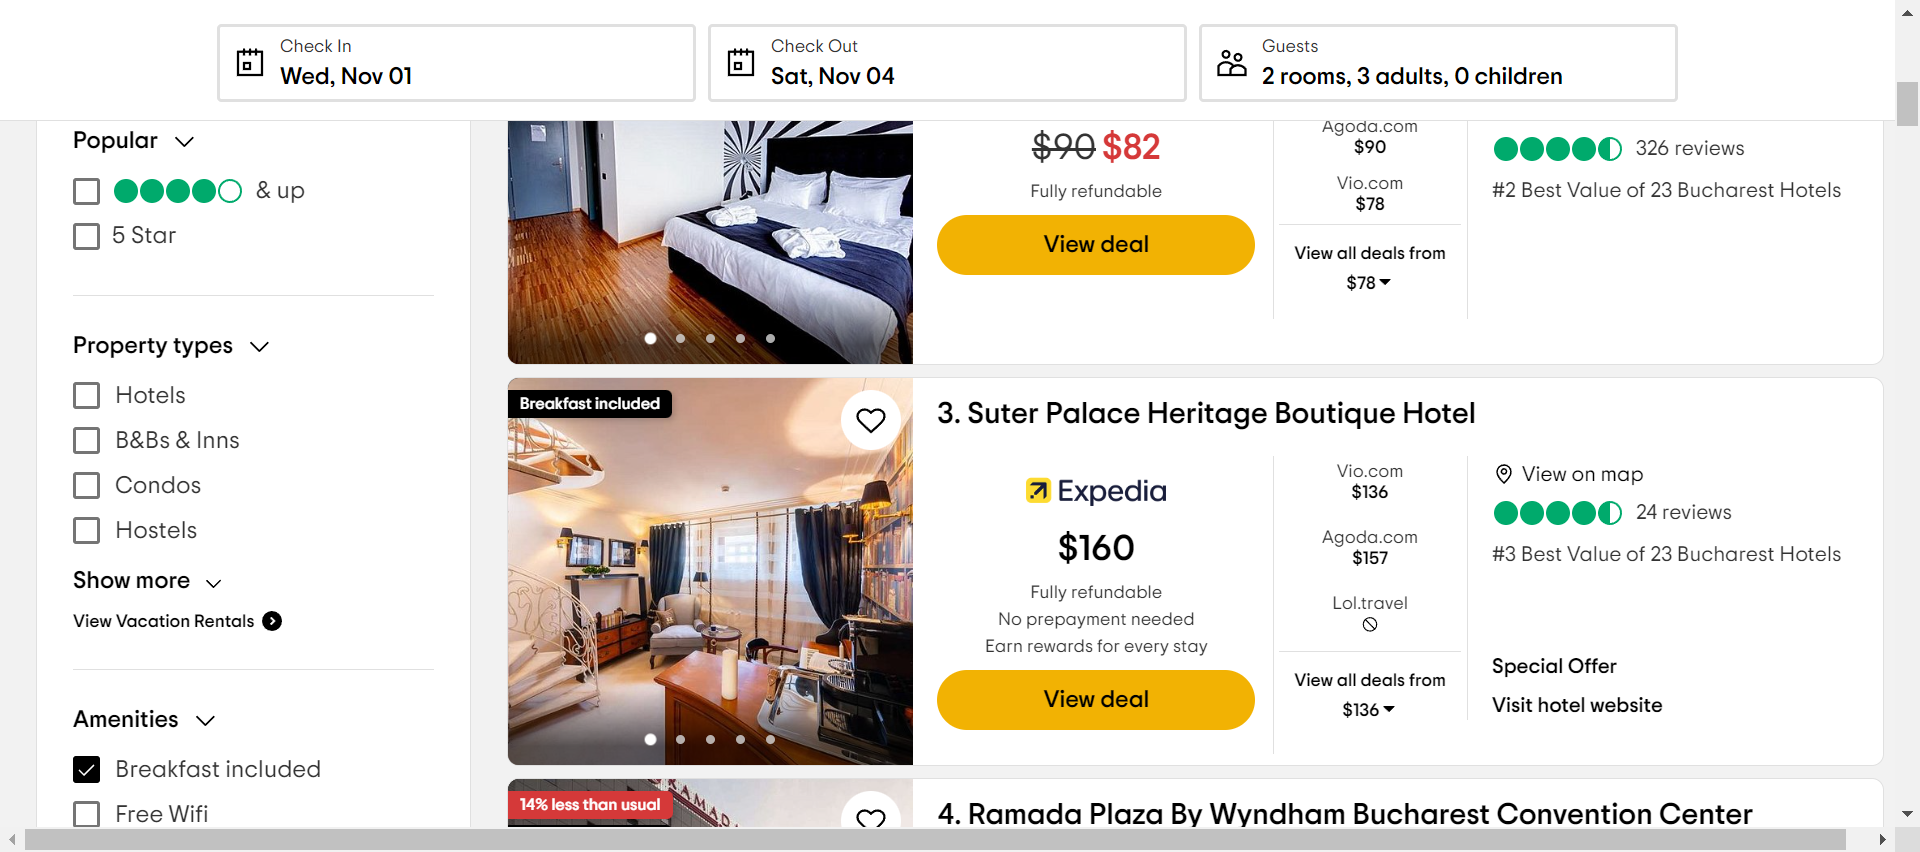 Check In
Wed, Nov 01
Check Out
Sat, Nov 04
Guests
2 rooms, 3 adults, 0 children
Popular
& up
5 Star
Property types
Hotels
B&Bs & Inns
Condos
Hostels
Show more
View Vacation Rentals
Amenities
Breakfast included
Free Wifi
$90 $82
Fully refundable
View deal
Agoda.com
$90
Vio.com
$78
View all deals from
$78
326 reviews
#2 Best Value of 23 Bucharest Hotels
Breakfast included
3. Suter Palace Heritage Boutique Hotel
Expedia
$160
Fully refundable
No prepayment needed
Earn rewards for every stay
View deal
Vio.com
$136
Agoda.com
$157
Lol.travel
View all deals from
$136
View on map
24 reviews
#3 Best Value of 23 Bucharest Hotels
Special Offer
Visit hotel website
14% less than usual
RAMADA
4. Ramada Plaza By Wyndham Bucharest Convention Center